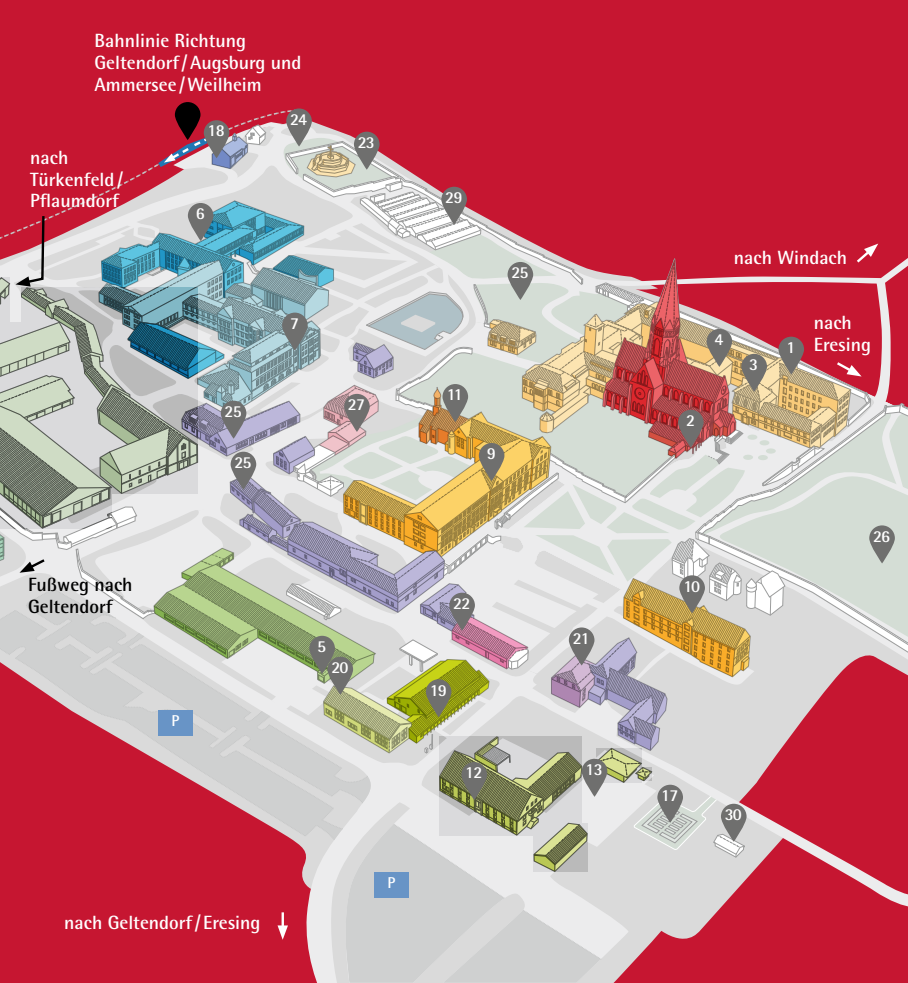 Bahnlinie Richtung
Geltendorf/Augsburg und
Ammersee/Weilheim
24
18
23
nach
Türkenfeld/
Pflaumdorf
29
6
nach Windach
25
nach
Eresing
7
4
1
3
11
27
25
2
9
25
26
Fußweg nach
Geltendorf
10
22
5
21
20
19
P
12
13
17
30
P
nach Geltendorf/Eresing